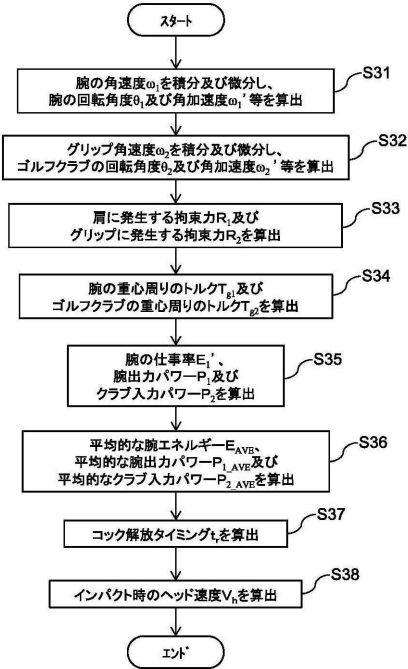 スタート
S31
腕の角速度ω₁を積分及び微分し、
腕の回転角度θ₁及び角加速度ω₁'等を算出
S32
グリップ角速度ω₂を積分及び微分し、
ゴルフクラブの回転角度θ₂及び角加速度ω₂'等を算出
S33
肩に発生する拘束力R₁及び
グリップに発生する拘束力R₂を算出
S34
腕の重心周りのトルクTg1及び
ゴルフクラブの重心周りのトルクTg2を算出
S35
腕の仕事率E₁'、
腕出力パワーP₁及び
クラブ入力パワーP₂を算出
S36
平均的な腕エネルギーE_AVE、
平均的な腕出力パワーP₁_AVE及び
平均的なクラブ入力パワーP₂_AVEを算出
S37
コック解放タイミングtrを算出
S38
インパクト時のヘッド速度Vhを算出
エンド